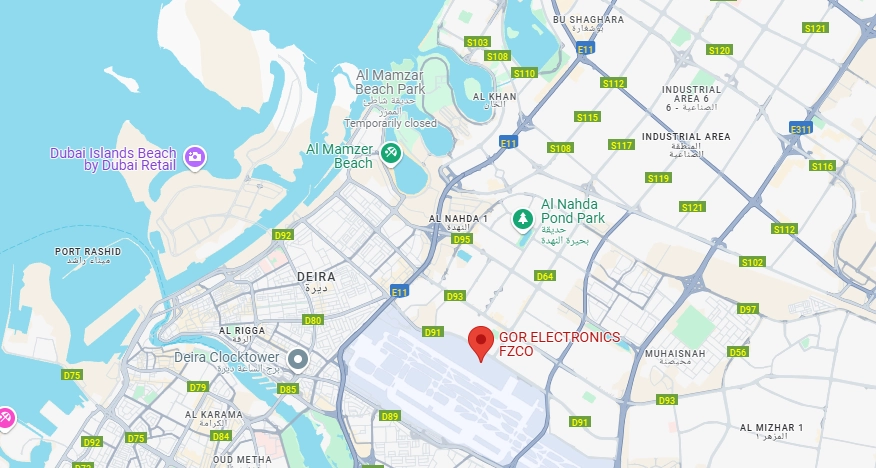 BU SHAGHARA
بوشغارة
S121
S103
E11
S108
S120
S110
Al Mamzar
Beach Park
حديقة شاطئ
الممزر
Temporarily closed
S112
AL KHAN
الخان
INDUSTRIAL
AREA 6
الصناعية - 6
S115
E311
INDUSTRIAL AREA
المنطقة
الصناعية
E11
S108
S117
Dubai Islands Beach
by Dubai Retail
Al Mamzer
Beach
S116
S119
Al Nahda
Pond Park
حديقة
بحيرة النهدة
S121
AL NAHDA 1
النهدة
S112
D92
D95
PORT RASHID
ميناء راشد
S102
DEIRA
ديرة
D64
E11
D93
D97
D80
AL RIGGA
الرقة
D91
GOR ELECTRONICS
FZCO
Deira Clocktower
برج الساعة ديرة
MUHAISNAH
محيصنة
D56
D75
D79
D85
D93
AL KARAMA
الكرامة
D89
D91
AL MIZHAR 1
المزهر ١
D92
D75
D84
OUD METHA
عود ميثاء
D73